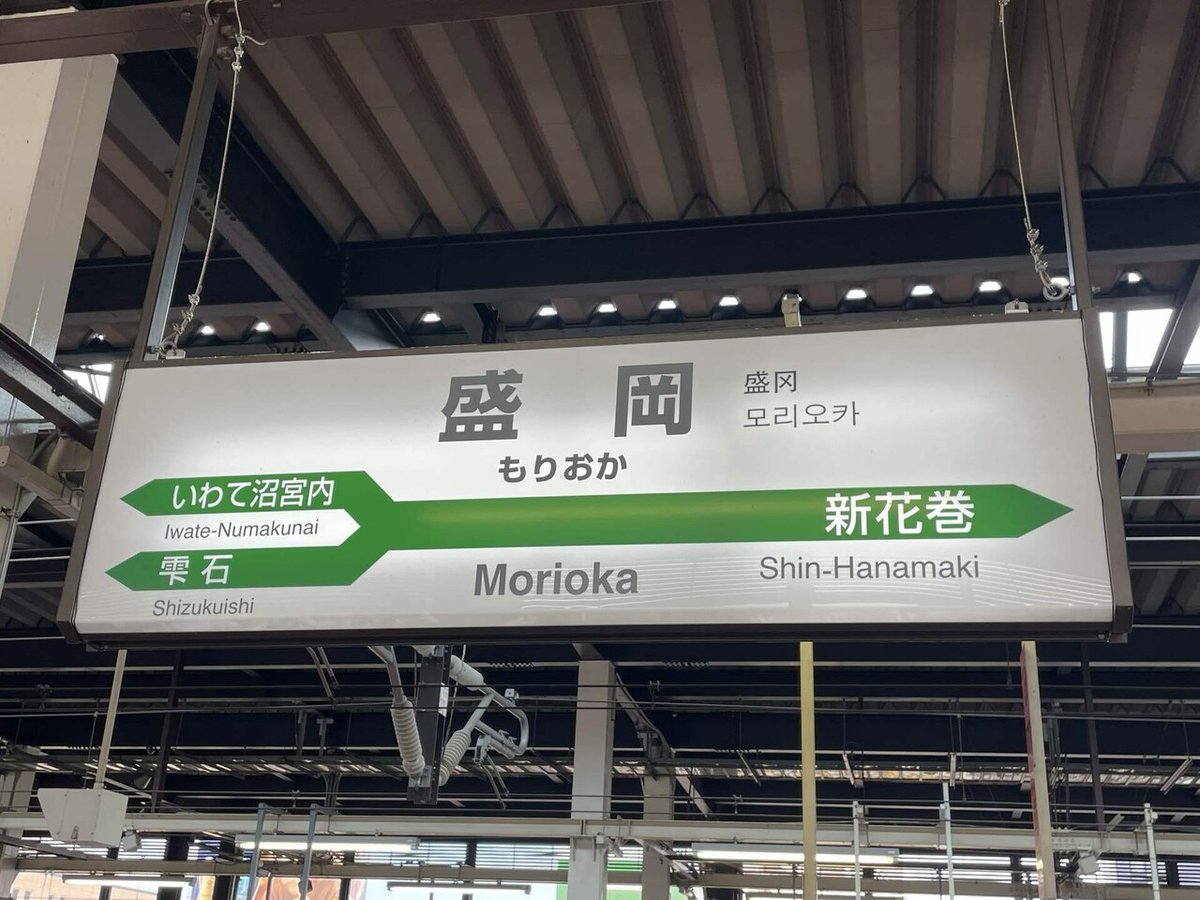 盛岡
盛冈
모리오카
もりおか
いわて沼宮内
Iwate-Numakunai
新花巻
雫石
Shizukuishi
Morioka
Shin-Hanamaki